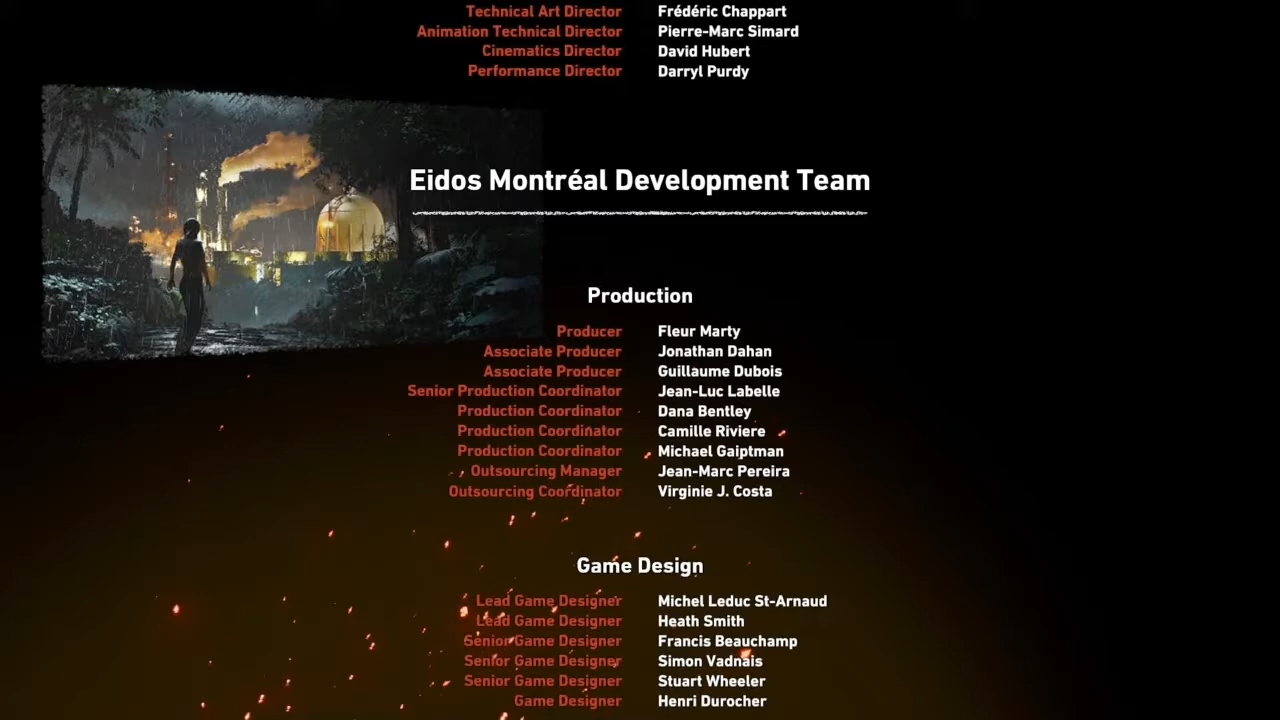 Technical Art Director Frédéric Chappart
Animation Technical Director Pierre-Marc Simard
Cinematics Director David Hubert
Performance Director Darryl Purdy
Eidos Montréal Development Team
Production
Producer Fleur Marty
Associate Producer Jonathan Dahan
Associate Producer Guillaume Dubois
Senior Production Coordinator Jean-Luc Labelle
Production Coordinator Dana Bentley
Production Coordinator Camille Riviere
Production Coordinator Michael Gaiptman
Outsourcing Manager Jean-Marc Pereira
Outsourcing Coordinator Virginie J. Costa
Game Design
Lead Game Designer Michel Leduc St-Arnaud
Lead Game Designer Heath Smith
Senior Game Designer Francis Beauchamp
Senior Game Designer Simon Vadnais
Senior Game Designer Stuart Wheeler
Game Designer Henri Durocher